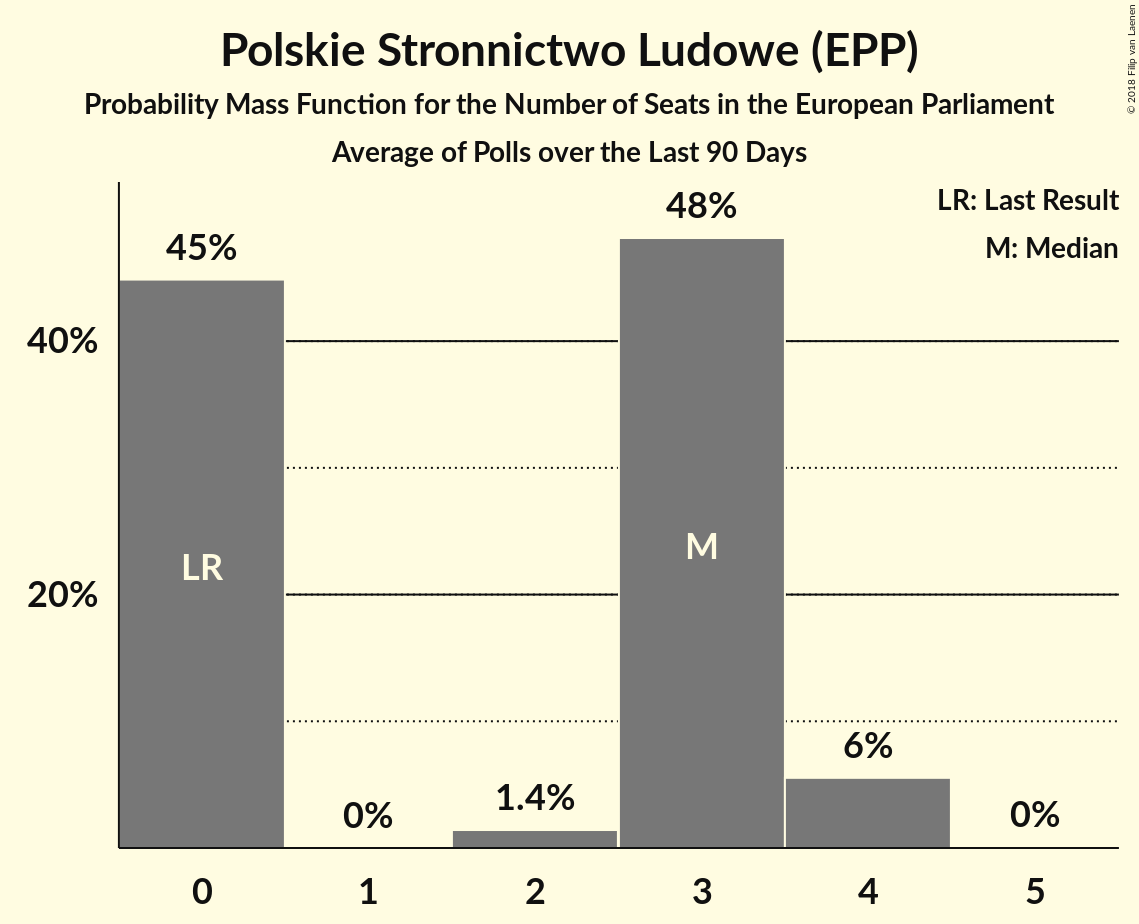 Polskie Stronnictwo Ludowe (EPP)
Probability Mass Function for the Number of Seats in the European Parliament
Average of Polls over the Last 90 Days
© 2018 Filip van Laenen
LR: Last Result
M: Median
48%
45%
40%
LR
M
20%
6%
1.4%
0%
0%
0 1 2 3 4 5